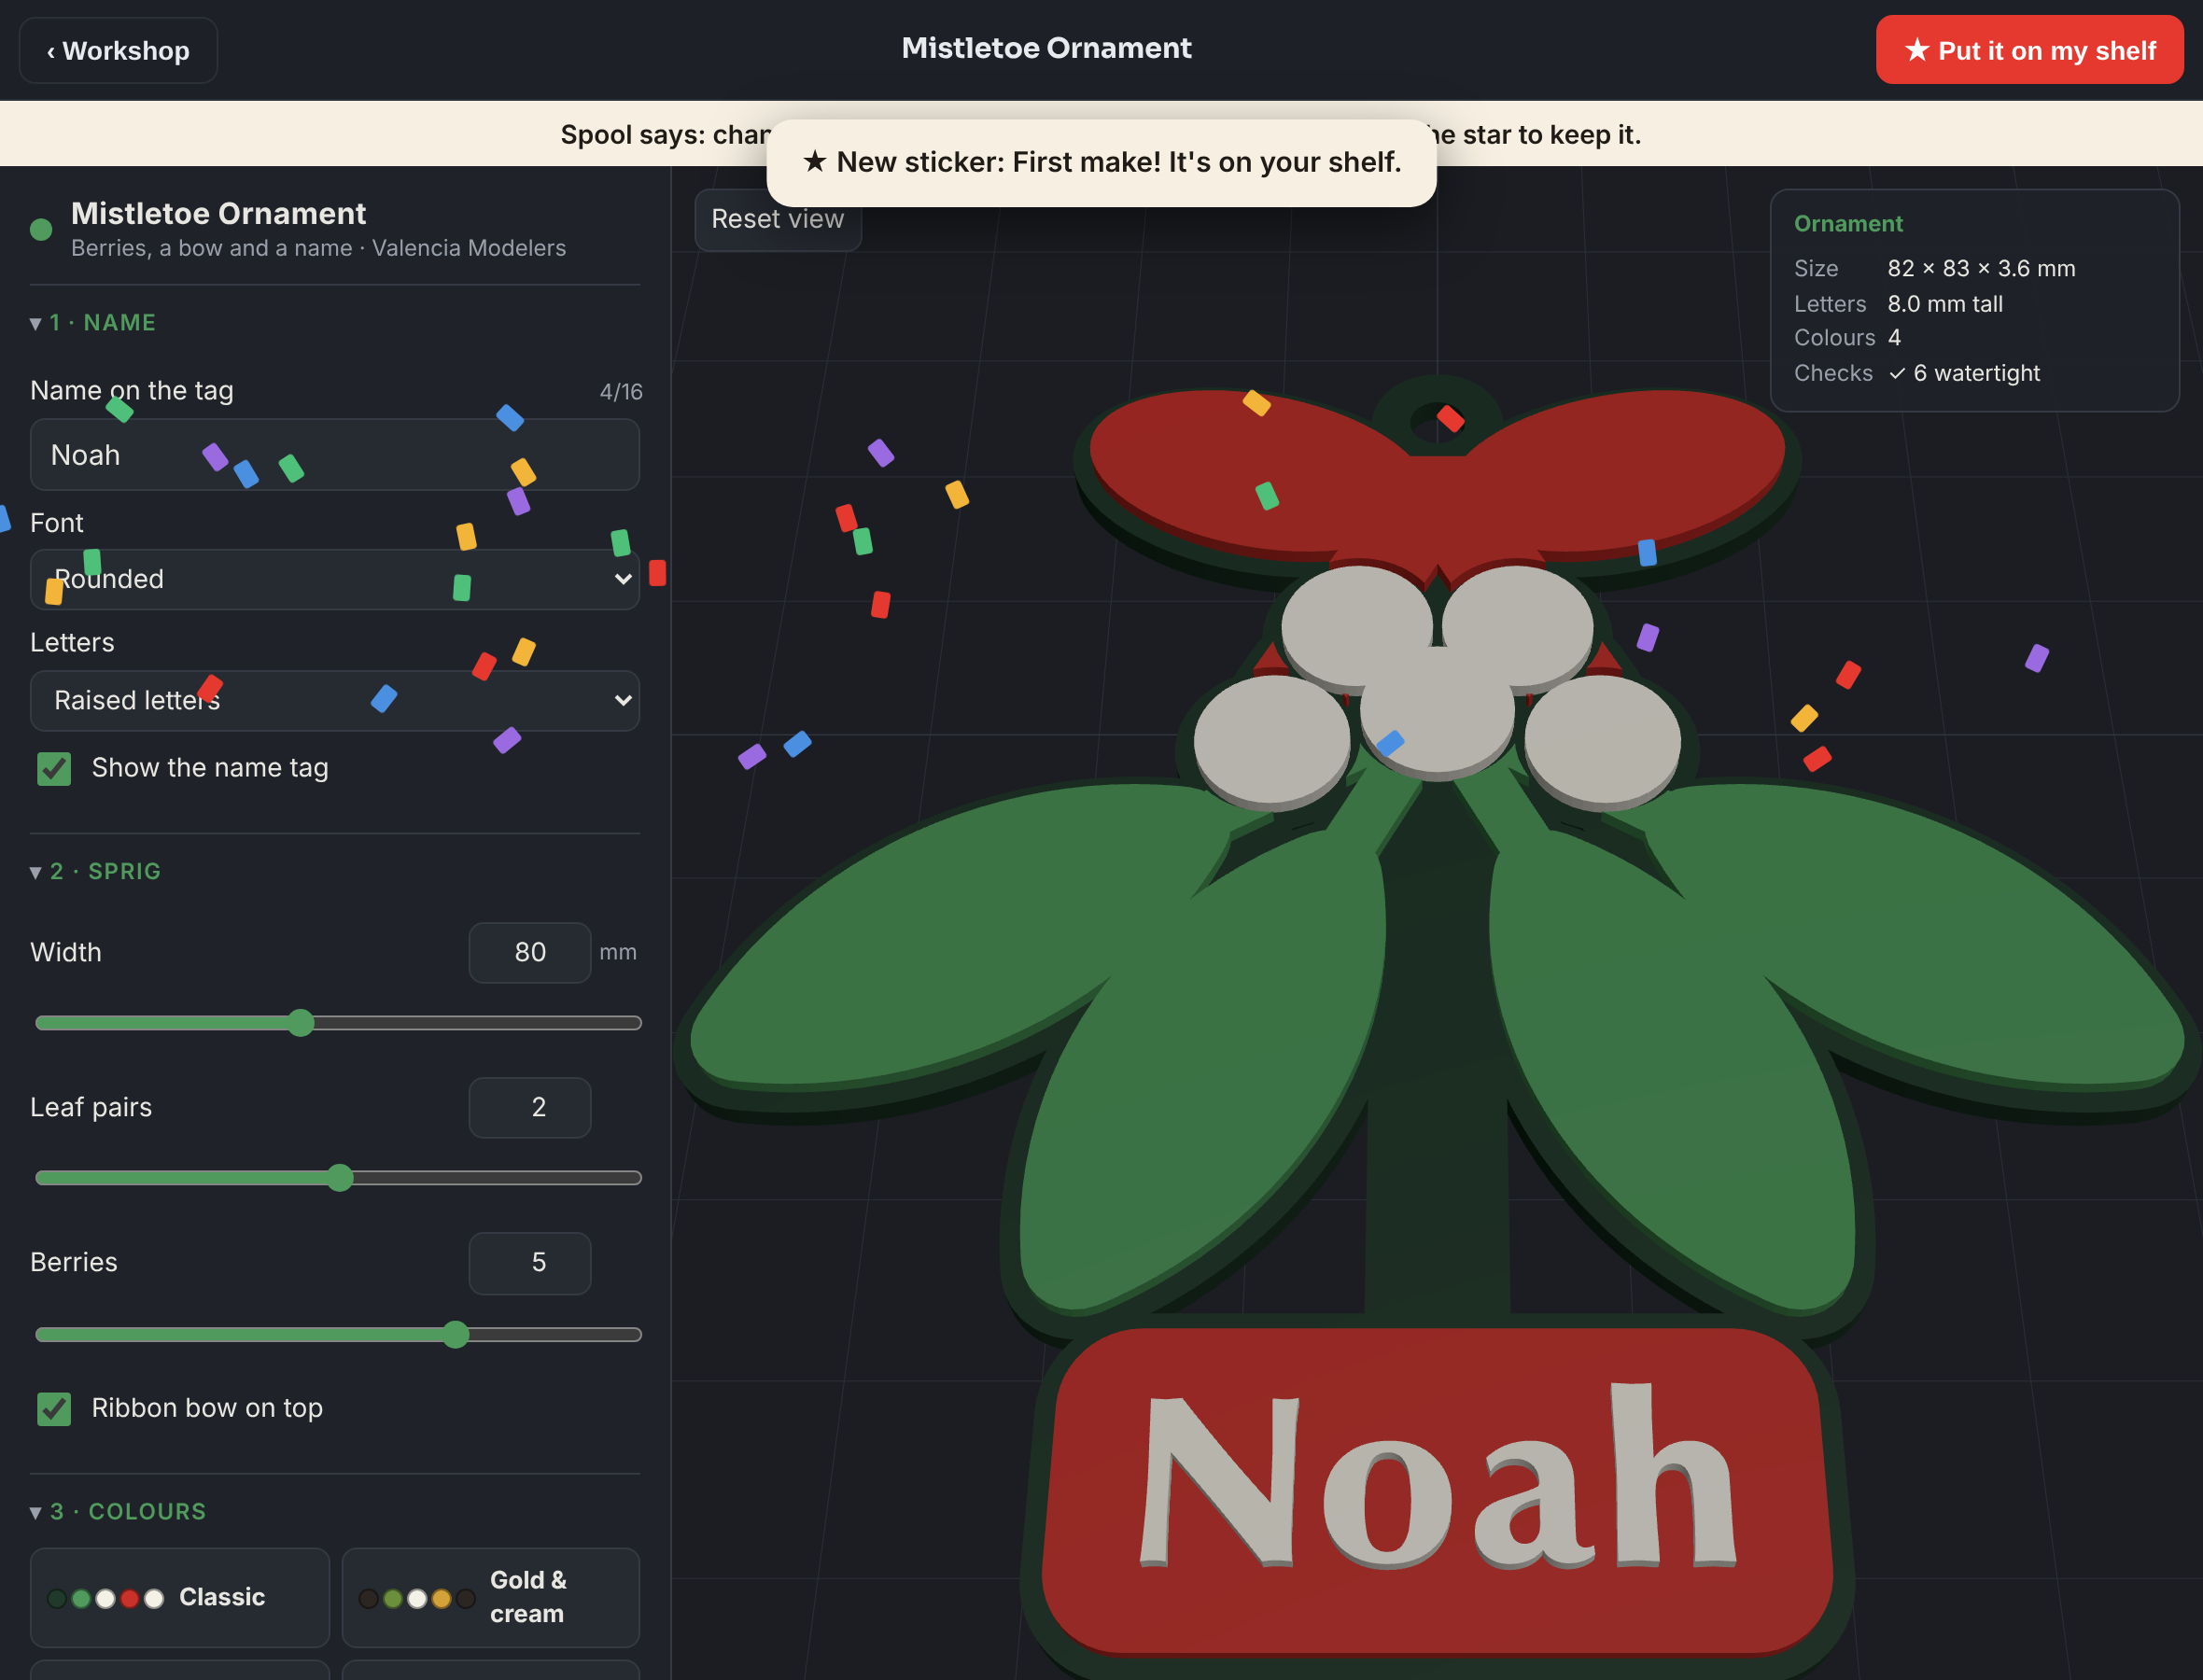 ‹ Workshop
Mistletoe Ornament
★ Put it on my shelf
Spool says: he star to keep it.
★ New sticker: First make! It's on your shelf.
Mistletoe Ornament
Berries, a bow and a name · Valencia Modelers
▾ 1 · NAME
Name on the tag 4/16
Noah
Font
Rounded
Letters
Raised letters
Show the name tag
▾ 2 · SPRIG
Width 80 mm
Leaf pairs 2
Berries 5
Ribbon bow on top
▾ 3 · COLOURS
Classic
Gold &
cream
Reset view
Ornament
Size 82 × 83 × 3.6 mm
Letters 8.0 mm tall
Colours 4
Checks ✓ 6 watertight
Noah